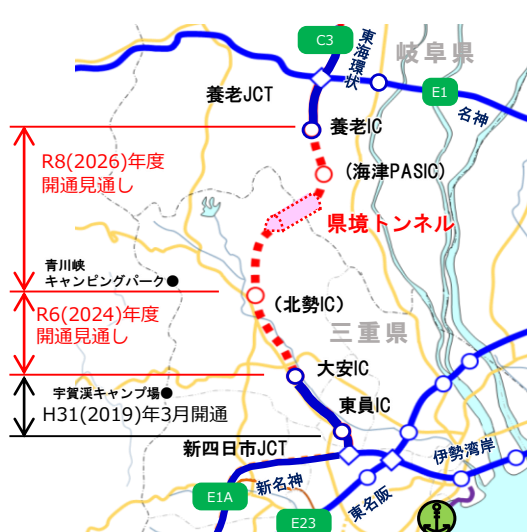 C3
東海環状
岐阜県
養老JCT
E1
名神
養老IC
R8(2026)年度
開通見通し
(海津PASIC)
県境トンネル
青川峡
キャンピングパーク●
(北勢IC)
R6(2024)年度
開通見通し
三重県
大安IC
宇賀渓キャンプ場●
H31(2019)年3月開通
東員IC
新四日市JCT
伊勢湾岸
新名神
E1A
東名阪
E23